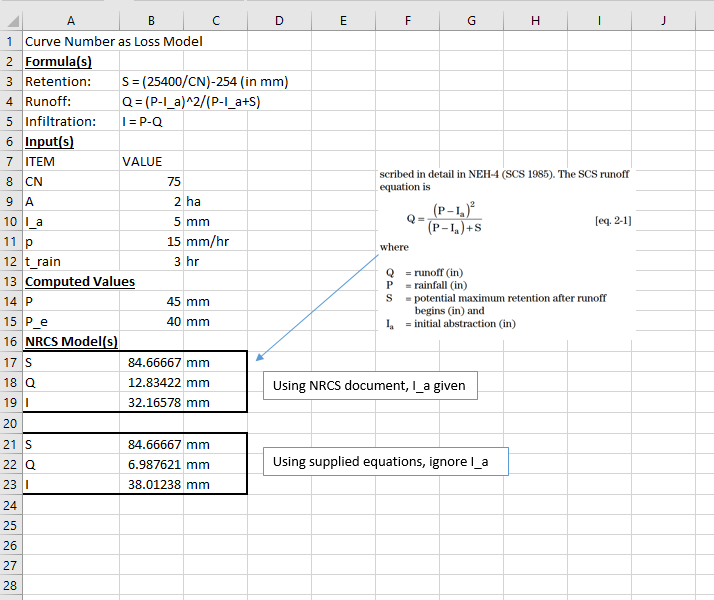 A B C D E F G H I J
1 Curve Number as Loss Model
2 Formula(s)
3 Retention: S = (25400/CN)-254 (in mm)
4 Runoff: Q = (P-I_a)^2/(P-I_a+S)
5 Infiltration: I = P-Q
6 Input(s)
7 ITEM VALUE
8 CN 75
9 A 2 ha
10 I_a 5 mm
11 p 15 mm/hr
12 t_rain 3 hr
13 Computed Values
14 P 45 mm
15 P_e 40 mm
16 NRCS Model(s)
17 S 84.66667 mm
18 Q 12.83422 mm
19 I 32.16578 mm
20
21 S 84.66667 mm
22 Q 6.987621 mm
23 I 38.01238 mm
24
25
26
27
28
scribed in detail in NEH-4 (SCS 1985). The SCS runoff
equation is
Q = (P – Iₐ)² / (P – Iₐ) + S [eq. 2-1]
where
Q = runoff (in)
P = rainfall (in)
S = potential maximum retention after runoff
begins (in) and
Iₐ = initial abstraction (in)
Using NRCS document, I_a given
Using supplied equations, ignore I_a